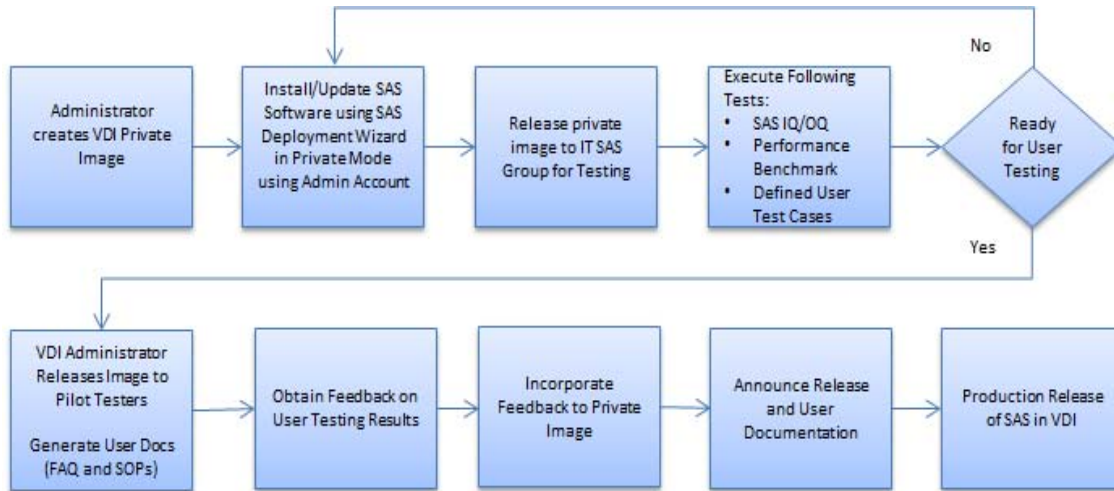 No
Administrator
creates VDI Private
Image
Install/Update SAS
Software using SAS
Deployment Wizard
in Private Mode
using Admin Account
Release private
image to IT SAS
Group for Testing
Execute Following
Tests:
• SAS IQ/OQ
• Performance
Benchmark
• Defined User
Test Cases
Ready
for User
Testing
Yes
VDI Administrator
Releases Image to
Pilot Testers
Generate User Docs
(FAQ and SOPs)
Obtain Feedback on
User Testing Results
Incorporate
Feedback to Private
Image
Announce Release
and User
Documentation
Production Release
of SAS in VDI